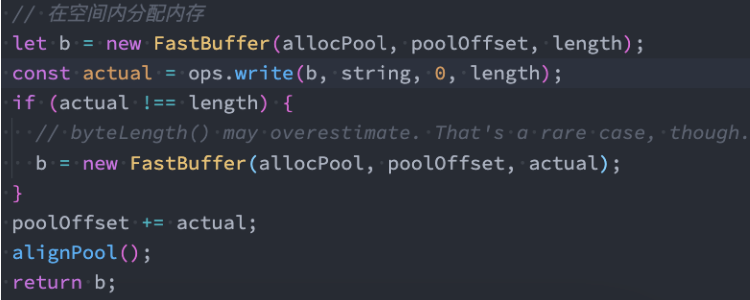 // 在空间内分配内存
let b = new FastBuffer(allocPool, poolOffset, length);
const actual = ops.write(b, string, 0, length);
if (actual !== length) {
  // byteLength() may overestimate. That's a rare case, though.
  b = new FastBuffer(allocPool, poolOffset, actual);
}
poolOffset += actual;
alignPool();
return b;